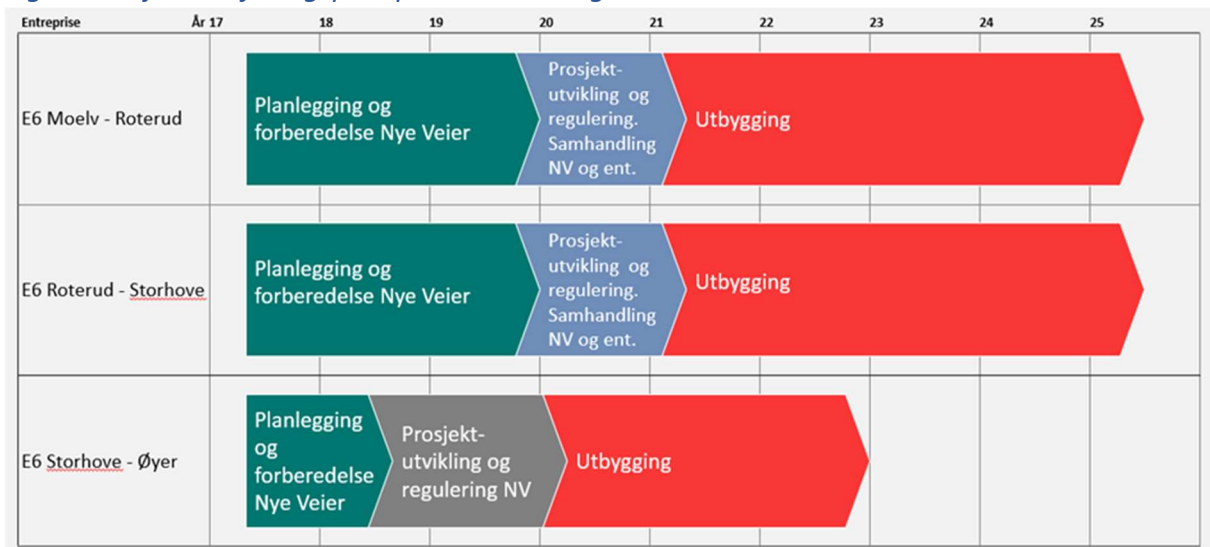 Entreprise År 17 18 19 20 21 22 23 24 25
E6 Moelv - Roterud
Planlegging og
forberedelse Nye Veier
Prosjekt-
utvikling og
regulering.
Samhandling
NV og ent.
Utbygging
E6 Roterud - Storhove
Planlegging og
forberedelse Nye Veier
Prosjekt-
utvikling og
regulering.
Samhandling
NV og ent.
Utbygging
E6 Storhove - Øyer
Planlegging
og
forberedelse
Nye Veier
Prosjekt-
utvikling og
regulering NV
Utbygging